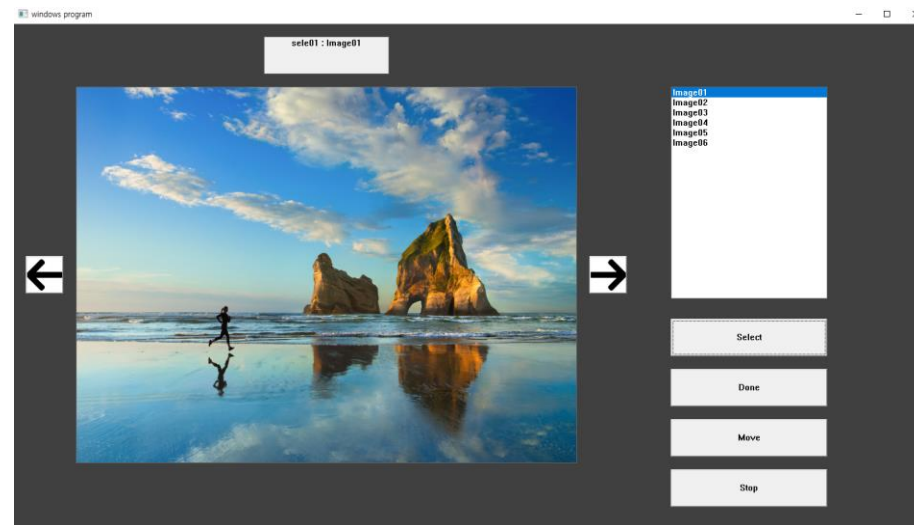 windows program
sele01 : Image01
Image01
Image02
Image03
Image04
Image05
Image06
Select
Done
Move
Stop